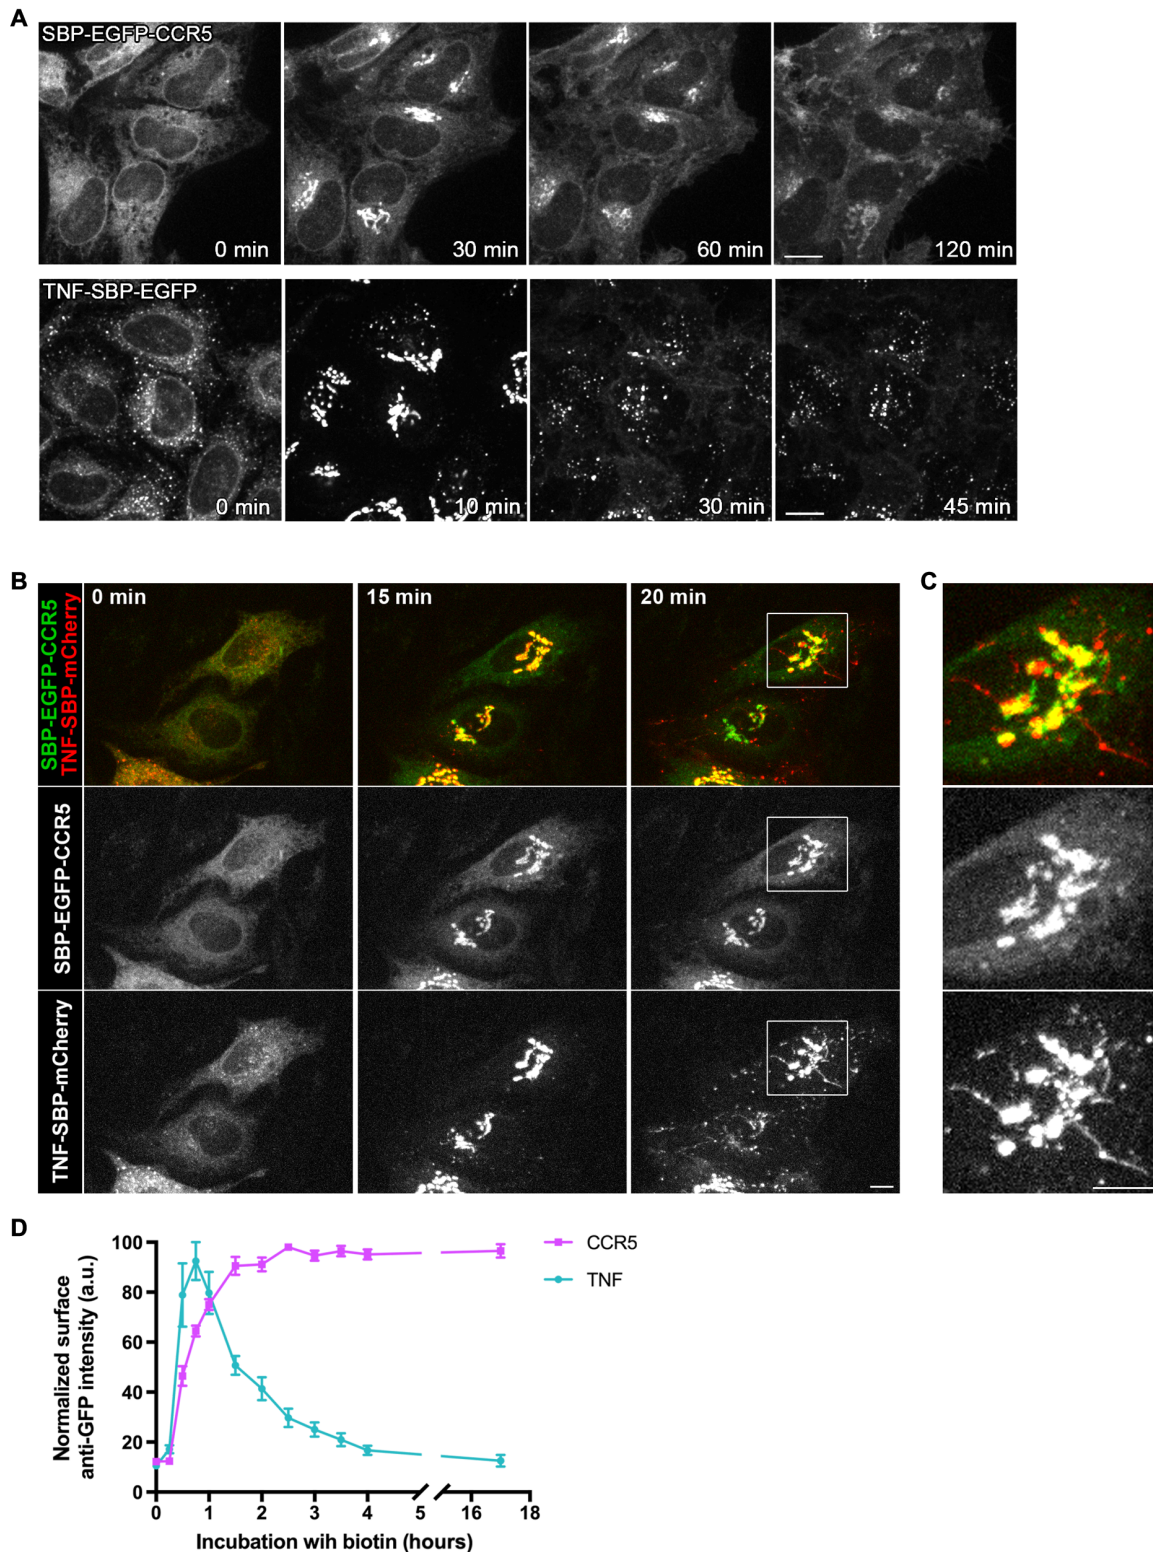 A
SBP-EGFP-CCR5
0 min
30 min
60 min
120 min
TNF-SBP-EGFP
0 min
10 min
30 min
45 min
B
C
SBP-EGFP-CCR5
TNF-SBP-mCherry
0 min
15 min
20 min
SBP-EGFP-CCR5
TNF-SBP-mCherry
D
Normalized surface
anti-GFP intensity (a.u.)
100
80
60
40
20
0
0 1 2 3 4 5 16 18
Incubation wih biotin (hours)
CCR5
TNF